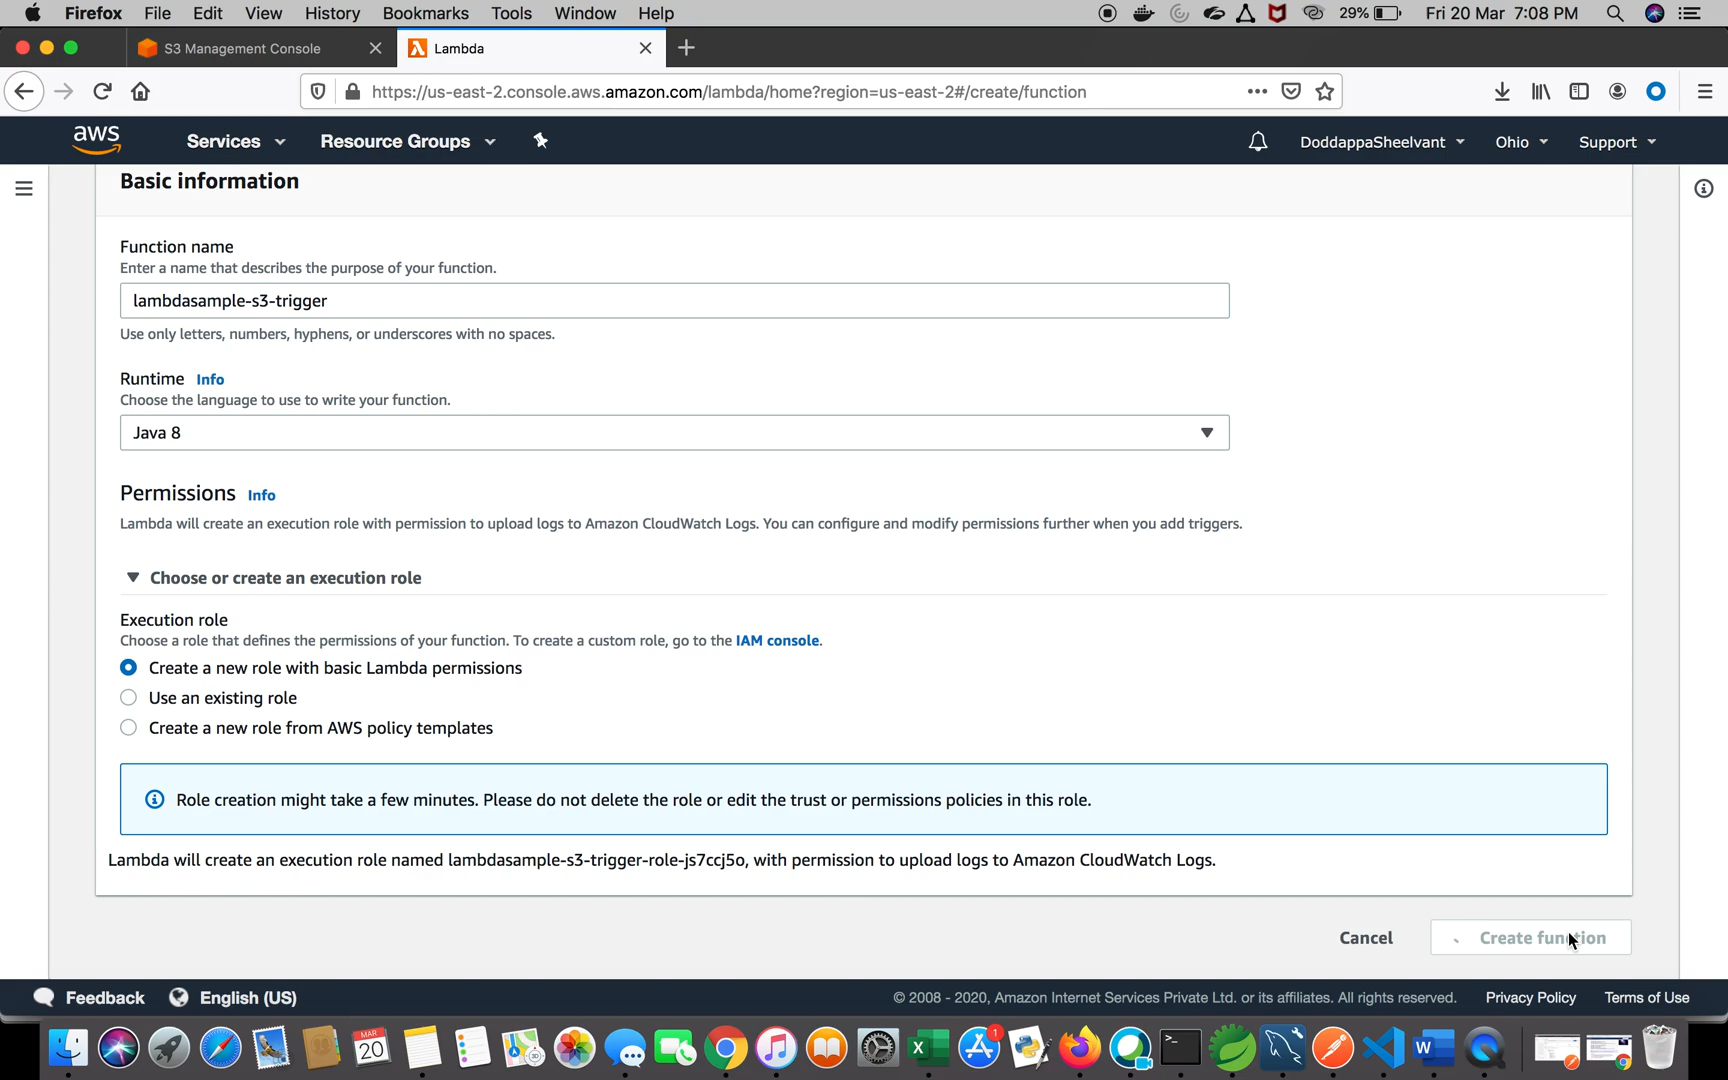 Firefox File Edit View History Bookmarks Tools Window Help 29% Fri 20 Mar 7:08 PM
S3 Management Console Lambda
https://us-east-2.console.aws.amazon.com/lambda/home?region=us-east-2#/create/function
aws Services Resource Groups DoddappaSheelvant Ohio Support
Basic information
Function name
Enter a name that describes the purpose of your function.
lambdasample-s3-trigger
Use only letters, numbers, hyphens, or underscores with no spaces.
Runtime Info
Choose the language to use to write your function.
Java 8
Permissions Info
Lambda will create an execution role with permission to upload logs to Amazon CloudWatch Logs. You can configure and modify permissions further when you add triggers.
Choose or create an execution role
Execution role
Choose a role that defines the permissions of your function. To create a custom role, go to the IAM console.
Create a new role with basic Lambda permissions
Use an existing role
Create a new role from AWS policy templates
Role creation might take a few minutes. Please do not delete the role or edit the trust or permissions policies in this role.
Lambda will create an execution role named lambdasample-s3-trigger-role-js7ccj5o, with permission to upload logs to Amazon CloudWatch Logs.
Cancel Create function
Feedback English (US) © 2008 - 2020, Amazon Internet Services Private Ltd. or its affiliates. All rights reserved. Privacy Policy Terms of Use
MAR
20
1